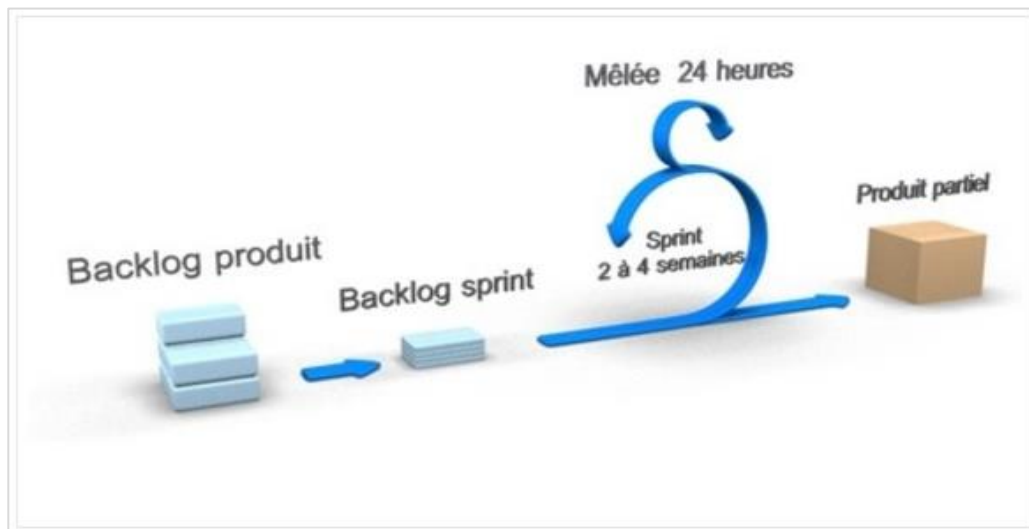 Mêlée 24 heures
Produit partiel
Backlog produit
Sprint
2 à 4 semaines
Backlog sprint